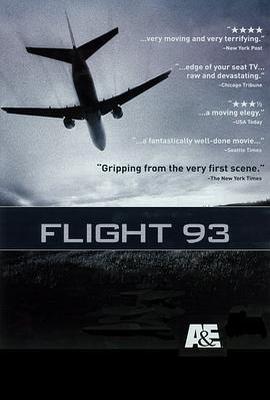 "★★★★
...very moving and very terrifying."
–New York Post
"...edge of your seat TV...
raw and devastating."
–Chicago Tribune
"★★★½
...a moving elegy."
–USA Today
"...a fantastically well-done movie..."
–Seattle Times
"Gripping from the very first scene."
–The New York Times
FLIGHT 93
A&E